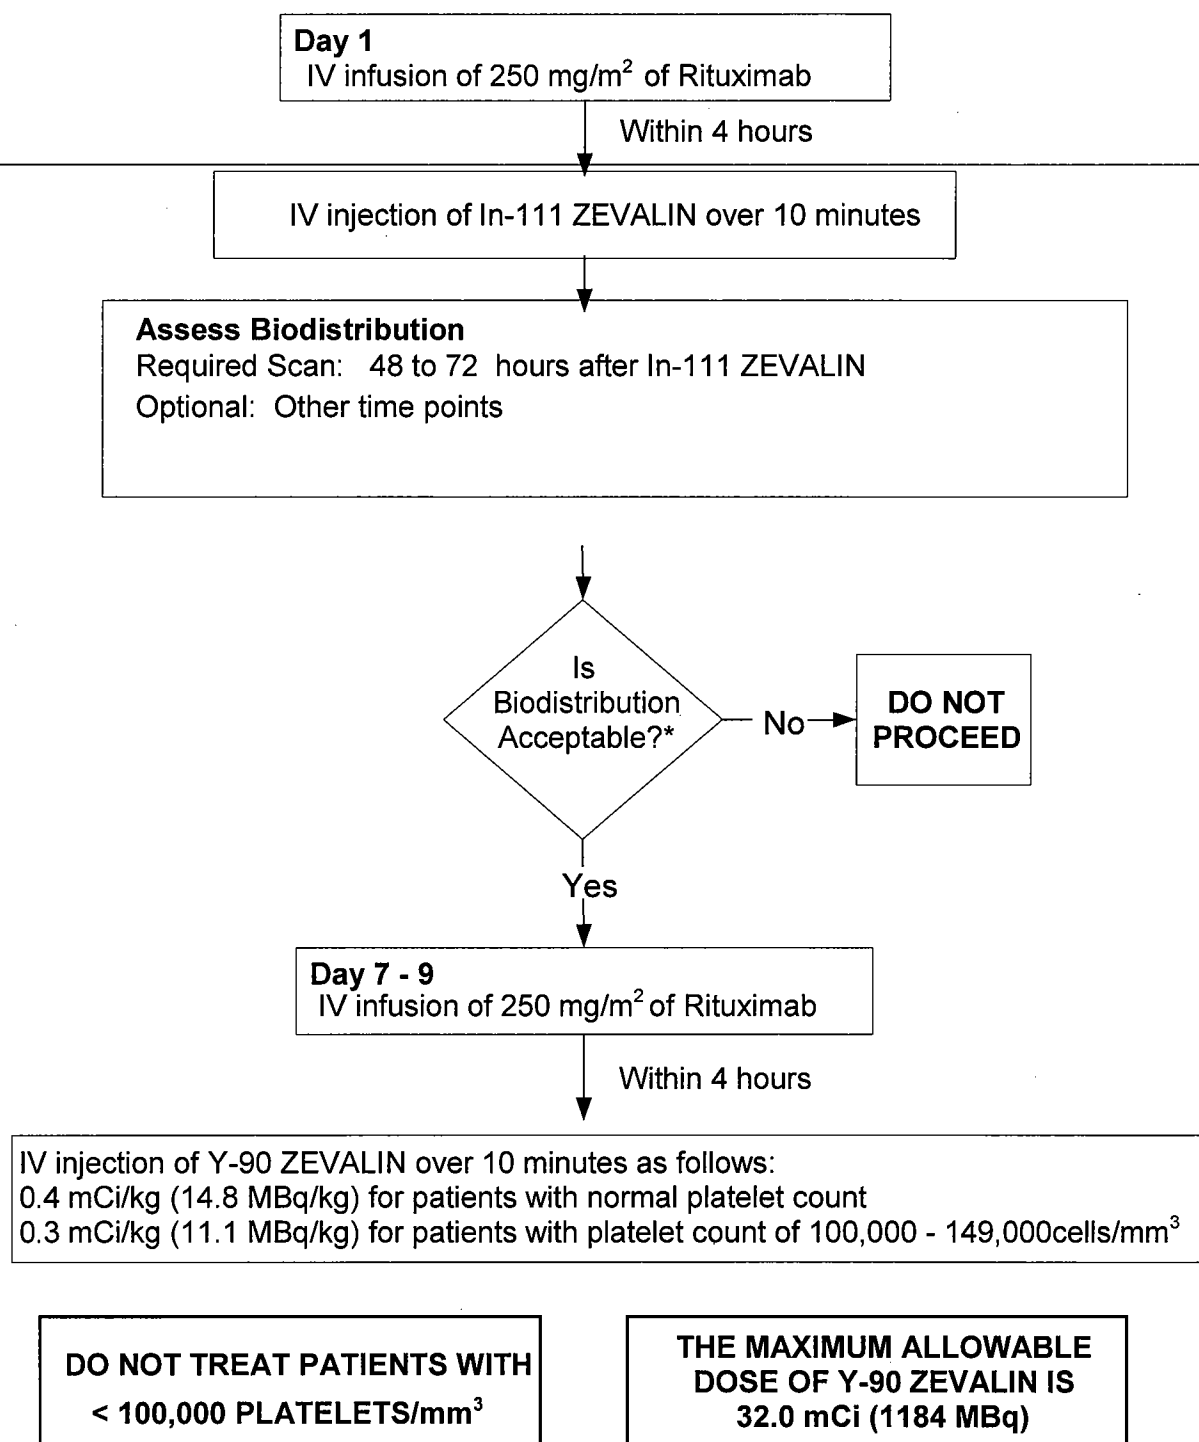 Day 1
IV infusion of 250 mg/m² of Rituximab
Within 4 hours
IV injection of In-111 ZEVALIN over 10 minutes
Assess Biodistribution
Required Scan: 48 to 72 hours after In-111 ZEVALIN
Optional: Other time points
Is
Biodistribution
Acceptable?*
No
DO NOT
PROCEED
Yes
Day 7 - 9
IV infusion of 250 mg/m² of Rituximab
Within 4 hours
IV injection of Y-90 ZEVALIN over 10 minutes as follows:
0.4 mCi/kg (14.8 MBq/kg) for patients with normal platelet count
0.3 mCi/kg (11.1 MBq/kg) for patients with platelet count of 100,000 - 149,000cells/mm³
DO NOT TREAT PATIENTS WITH
< 100,000 PLATELETS/mm³
THE MAXIMUM ALLOWABLE
DOSE OF Y-90 ZEVALIN IS
32.0 mCi (1184 MBq)